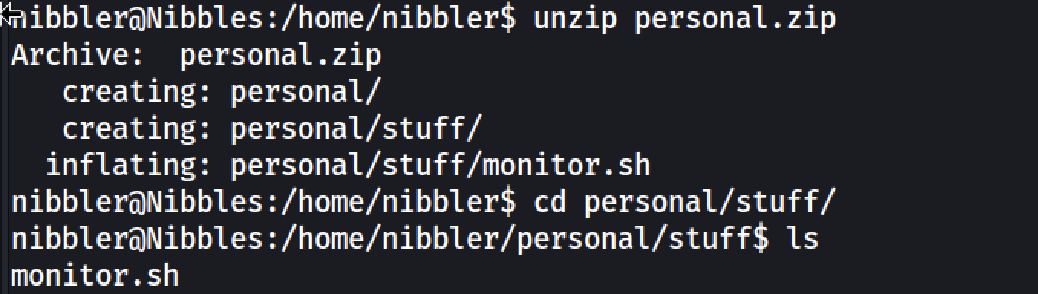 nibbler@Nibbles:/home/nibbler$ unzip personal.zip
Archive:  personal.zip
   creating: personal/
   creating: personal/stuff/
  inflating: personal/stuff/monitor.sh
nibbler@Nibbles:/home/nibbler$ cd personal/stuff/
nibbler@Nibbles:/home/nibbler/personal/stuff$ ls
monitor.sh